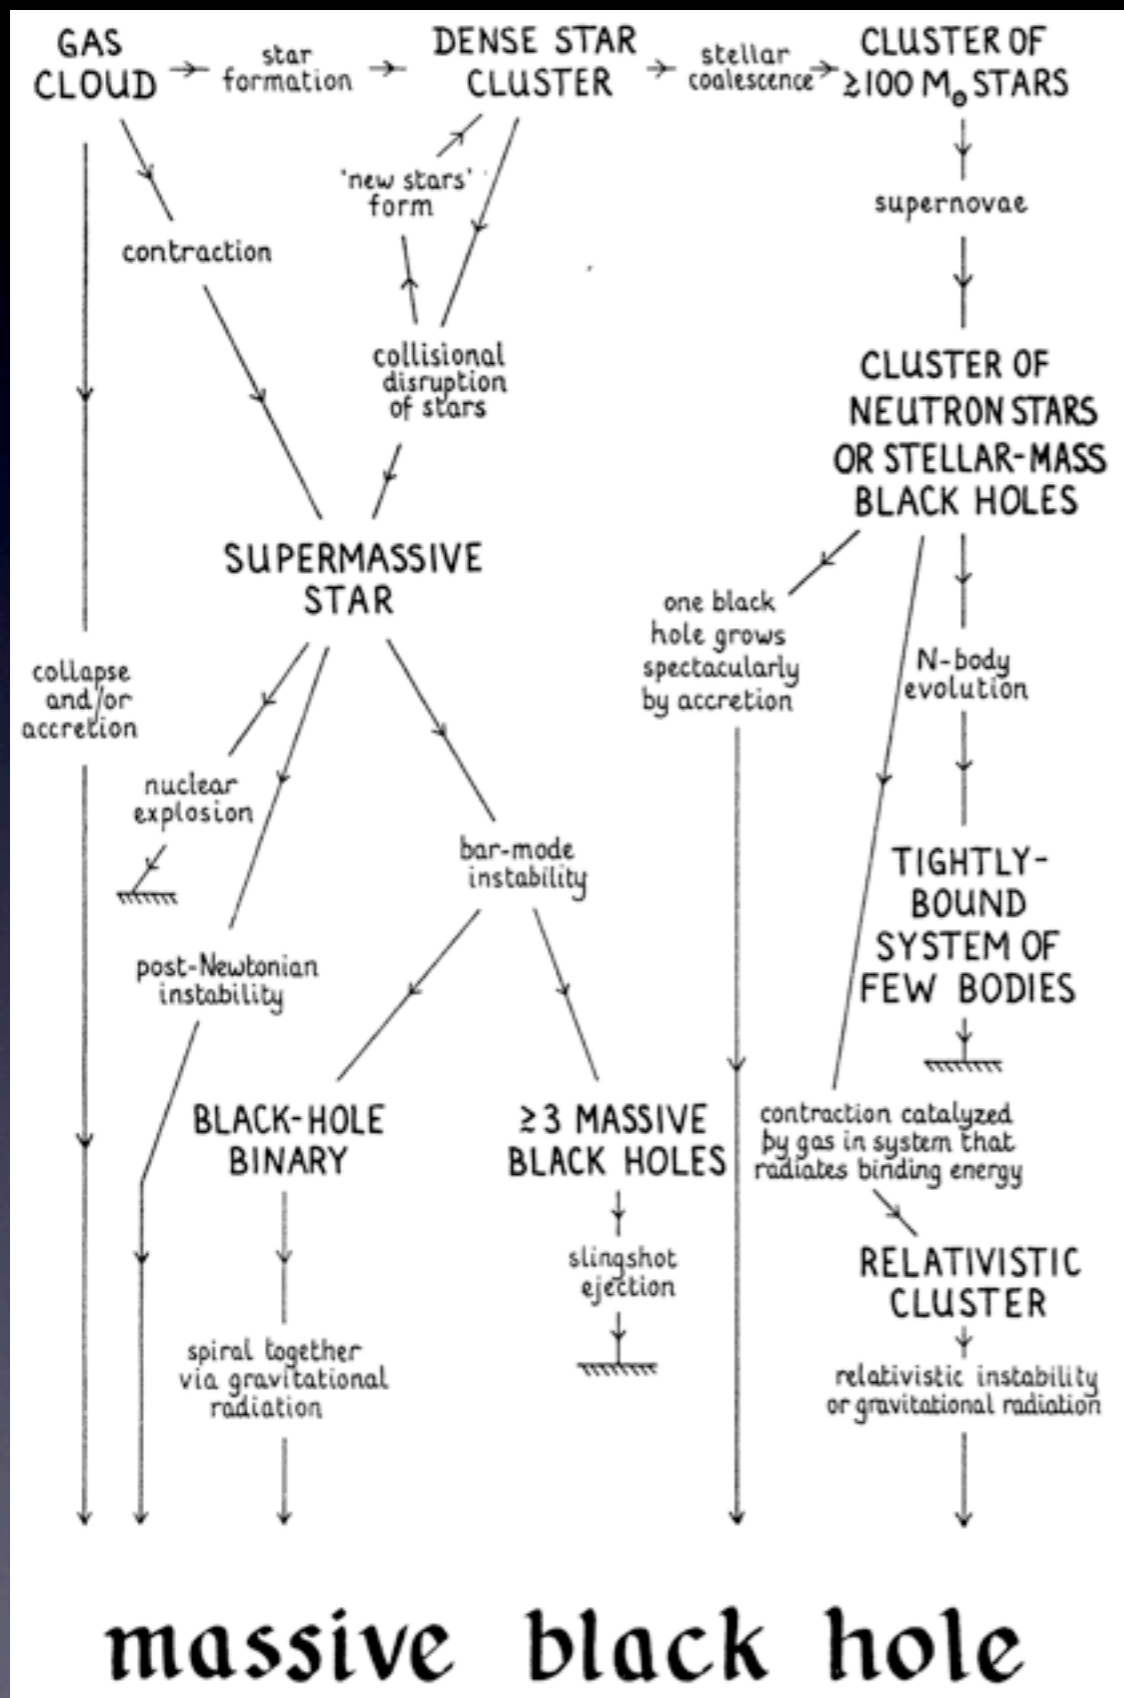 GAS
CLOUD
star
formation
DENSE STAR
CLUSTER
stellar
coalescence
CLUSTER OF
≥100 M⊙ STARS
'new stars'
form
contraction
supernovae
collisional
disruption
of stars
CLUSTER OF
NEUTRON STARS
OR STELLAR-MASS
BLACK HOLES
SUPERMASSIVE
STAR
one black
hole grows
spectacularly
by accretion
N-body
evolution
collapse
and/or
accretion
nuclear
explosion
bar-mode
instability
TIGHTLY-
BOUND
SYSTEM OF
FEW BODIES
post-Newtonian
instability
BLACK-HOLE
BINARY
≥3 MASSIVE
BLACK HOLES
contraction catalyzed
by gas in system that
radiates binding energy
slingshot
ejection
RELATIVISTIC
CLUSTER
spiral together
via gravitational
radiation
relativistic instability
or gravitational radiation
massive black hole